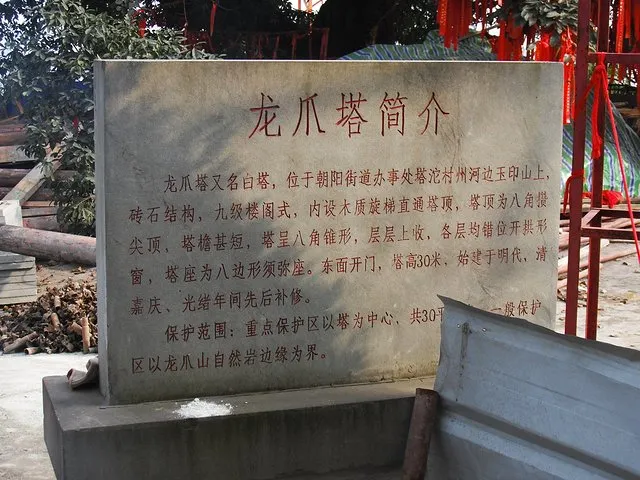 龙爪塔简介
龙爪塔又名白塔，位于朝阳街道办事处塔沱村州河边玉印山上，
砖石结构，九级楼阁式，内设木质旋梯直通塔顶，塔顶为八角攒
尖顶，塔檐甚短，塔呈八角锥形，层层上收，各层均错位开拱形
窗，塔座为八边形须弥座。东面开门，塔高30米，始建于明代，清
嘉庆、光绪年间先后补修。
保护范围：重点保护区以塔为中心，共30平 一般保护
区以龙爪山自然岩边缘为界。